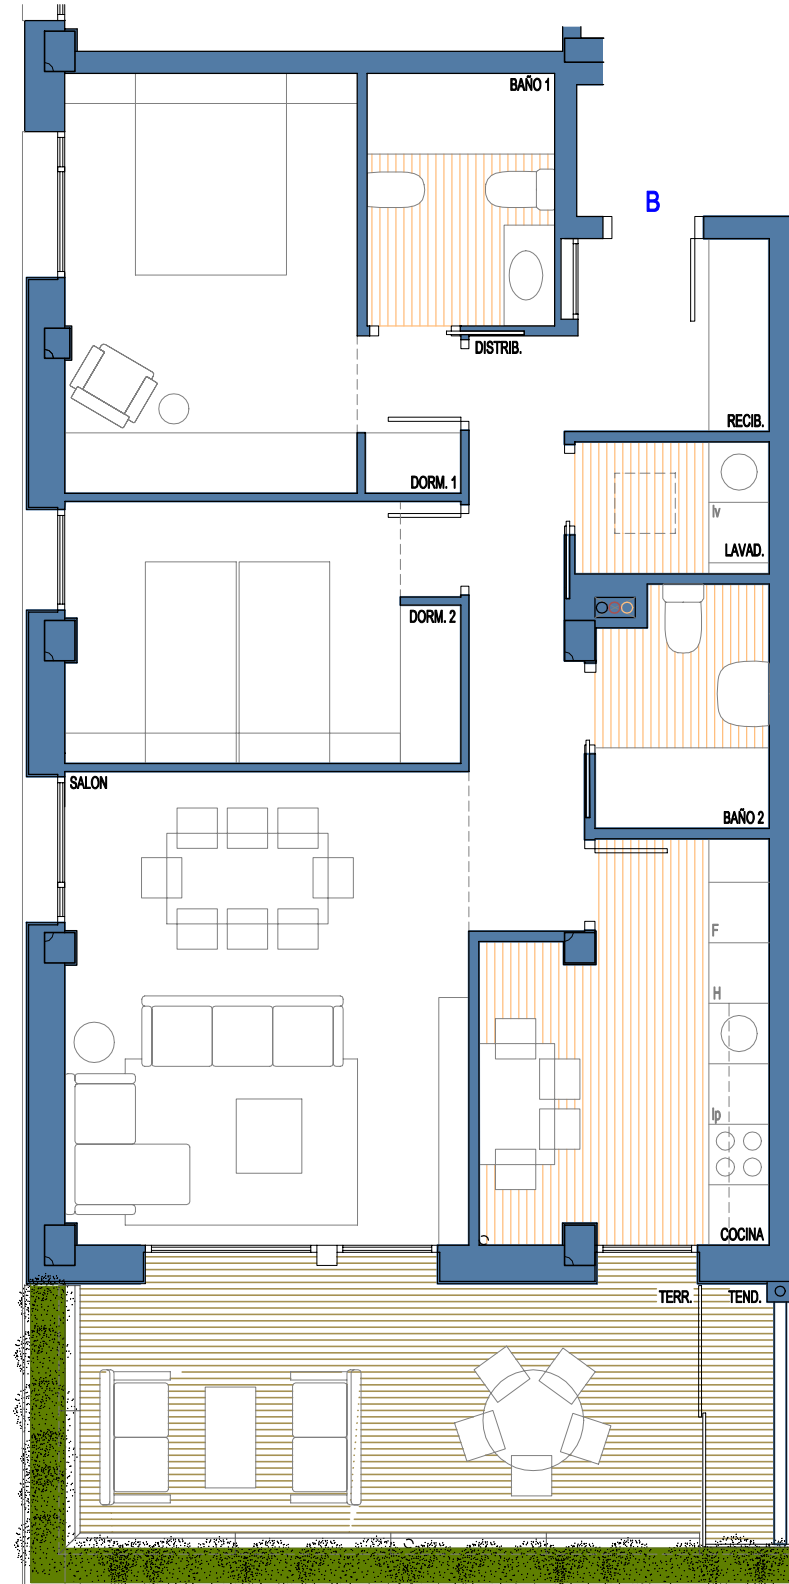 BAÑO 1
B
DISTRIB.
RECIB.
DORM. 1
lv
LAVAD.
DORM. 2
SALON
BAÑO 2
F
H
lp
COCINA
TERR.
TEND.